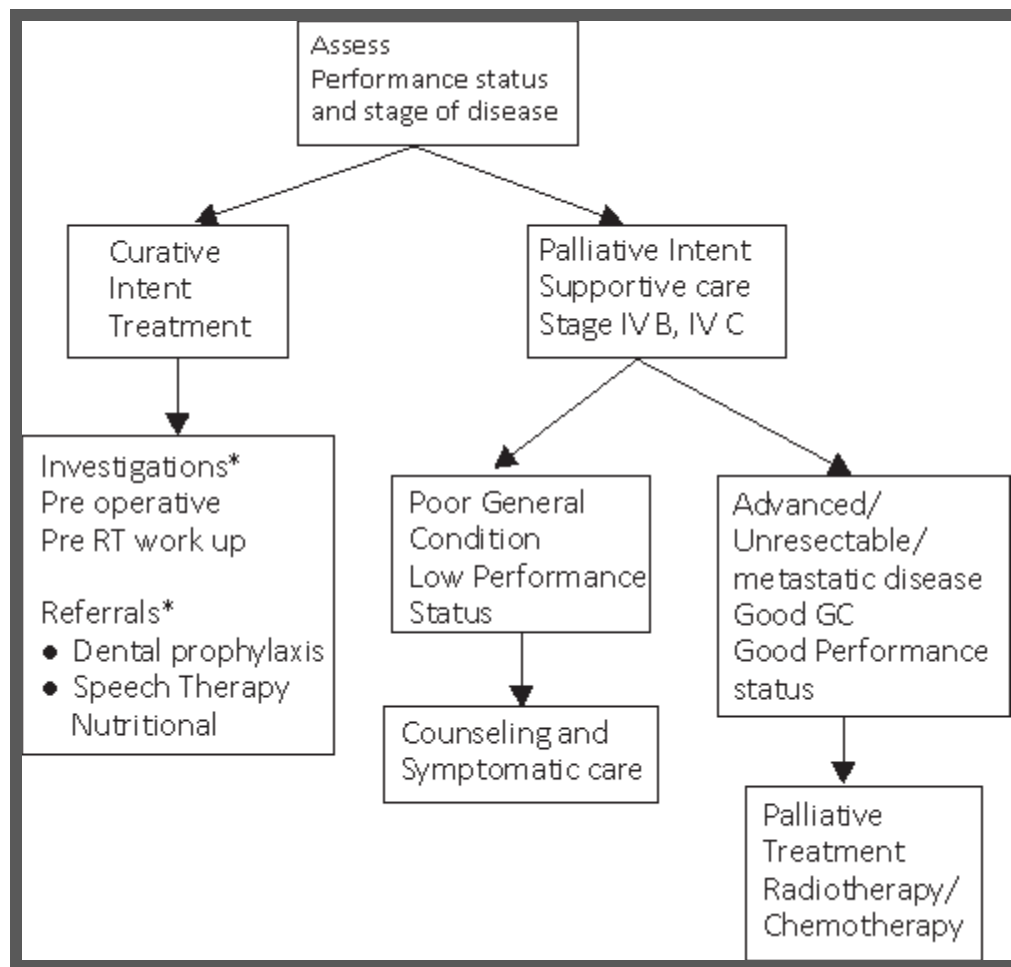 Assess
Performance status
and stage of disease
Curative
Intent
Treatment
Palliative Intent
Supportive care
Stage IV B, IV C
Investigations*
Pre operative
Pre RT work up
Referrals*
● Dental prophylaxis
● Speech Therapy
Nutritional
Poor General
Condition
Low Performance
Status
Advanced/
Unresectable/
metastatic disease
Good GC
Good Performance
status
Counseling and
Symptomatic care
Palliative
Treatment
Radiotherapy/
Chemotherapy